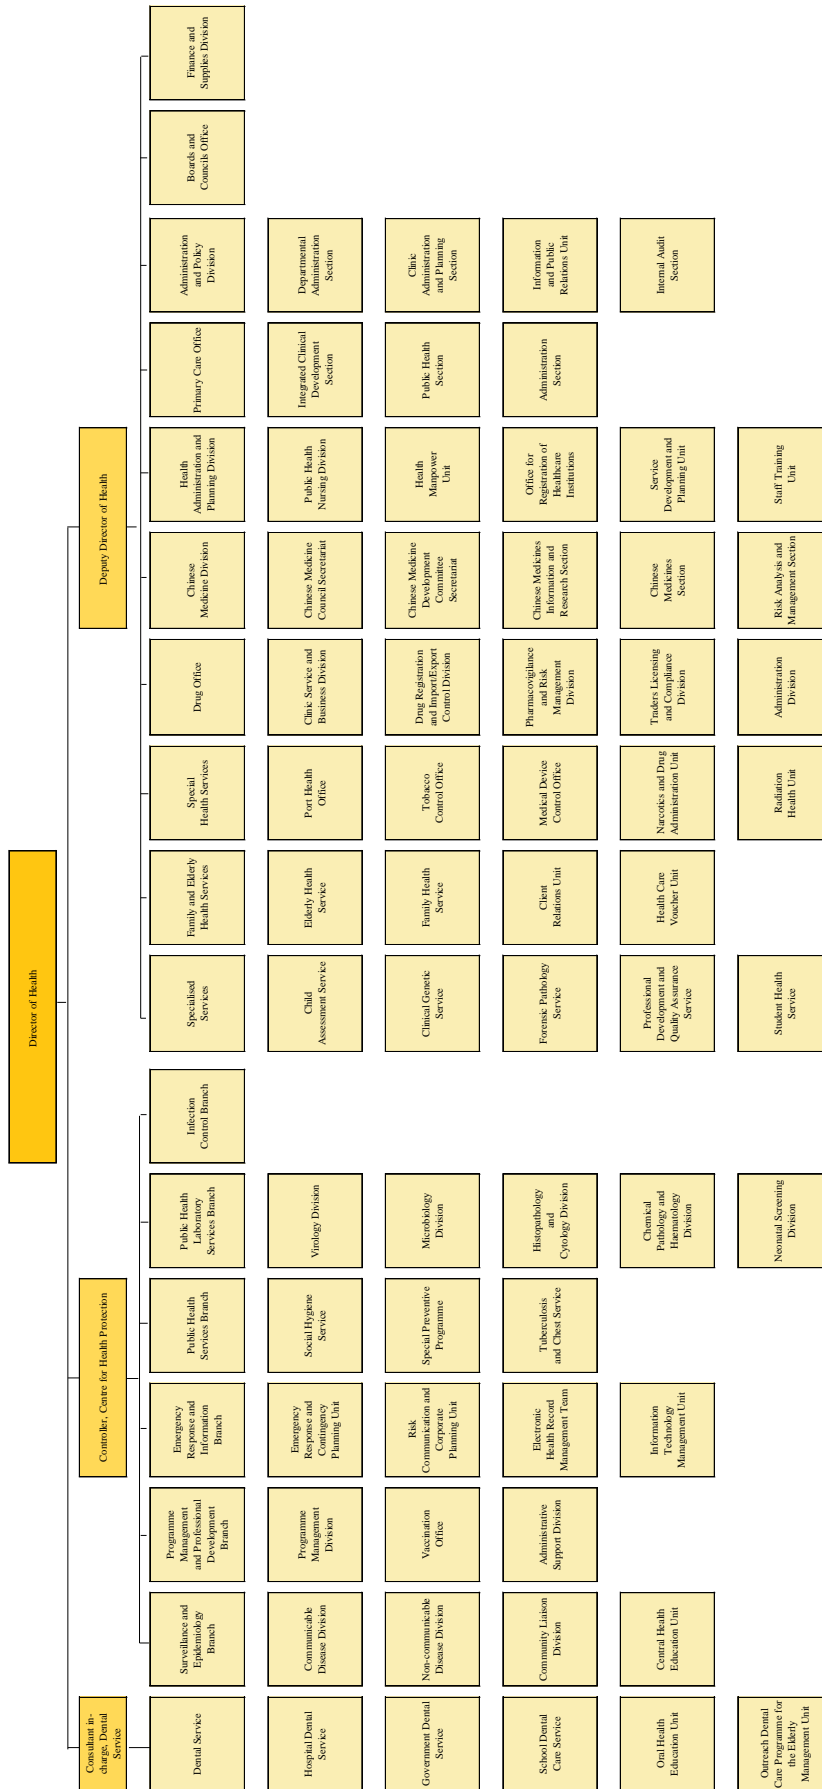 Director of Health
Consultant in-
charge, Dental
Service
Controller, Centre for Health Protection
Deputy Director of Health
Dental Service
Hospital Dental
Service
Government Dental
Service
School Dental
Care Service
Oral Health
Education Unit
Outreach Dental
Care Programme for
the Elderly
Management Unit
Surveillance and
Epidemiology
Branch
Communicable
Disease Division
Non-communicable
Disease Division
Community Liaison
Division
Central Health
Education Unit
Programme
Management
and Professional
Development
Branch
Programme
Management
Division
Vaccination
Office
Administrative
Support Division
Emergency
Response and
Information
Branch
Emergency
Response and
Contingency
Planning Unit
Risk
Communication and
Corporate
Planning Unit
Electronic
Health Record
Management Team
Information
Technology
Management Unit
Public Health
Services Branch
Social Hygiene
Service
Special Preventive
Programme
Tuberculosis
and Chest Service
Public Health
Laboratory
Services Branch
Virology Division
Microbiology
Division
Histopathology
and
Cytology Division
Chemical
Pathology and
Haematology
Division
Neonatal Screening
Division
Infection
Control Branch
Specialised
Services
Child
Assessment Service
Clinical Genetic
Service
Forensic Pathology
Service
Professional
Development and
Quality Assurance
Service
Student Health
Service
Family and Elderly
Health Services
Elderly Health
Service
Family Health
Service
Client
Relations Unit
Health Care
Voucher Unit
Special
Health Services
Port Health
Office
Tobacco
Control Office
Medical Device
Control Office
Narcotics and Drug
Administration Unit
Radiation
Health Unit
Drug Office
Clinic Service and
Business Division
Drug Registration
and Import/Export
Control Division
Pharmacovigilance
and Risk
Management
Division
Traders Licensing
and Compliance
Division
Administration
Division
Chinese
Medicine Division
Chinese Medicine
Council Secretariat
Chinese Medicine
Development
Committee
Secretariat
Chinese Medicines
Information and
Research Section
Chinese
Medicines
Section
Risk Analysis and
Management Section
Health
Administration and
Planning Division
Public Health
Nursing Division
Health
Manpower
Unit
Office for
Registration of
Healthcare
Institutions
Service
Development and
Planning Unit
Staff Training
Unit
Primary Care Office
Integrated Clinical
Development
Section
Public Health
Section
Administration
Section
Administration
and Policy
Division
Departmental
Administration
Section
Clinic
Administration
and Planning
Section
Information
and Public
Relations Unit
Internal Audit
Section
Boards and
Councils Office
Finance and
Supplies Division